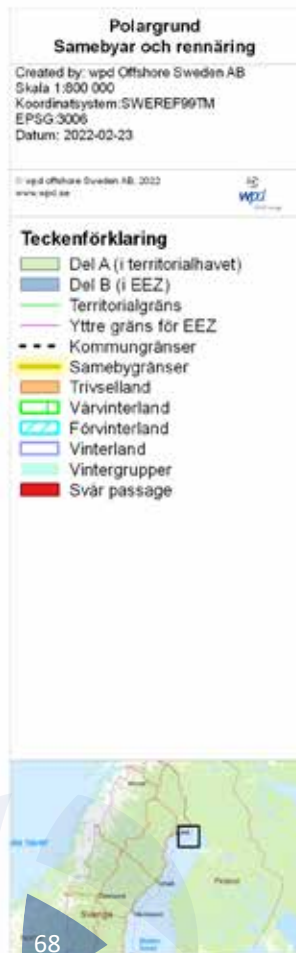 Polargrund
Samebyar och rennäring
Created by: wpd Offshore Sweden AB
Skala 1:800 000
Koordinatsystem:SWEREF99TM
EPSG:3006
Datum: 2022-02-23
© wpd offshore Sweden AB, 2022
www.wpd.se
wpd
Teckenförklaring
Del A (i territorialhavet)
Del B (i EEZ)
Territorialgräns
Yttre gräns för EEZ
Kommungränser
Samebygränser
Trivselland
Vårvinterland
Förvinterland
Vinterland
Vintergrupper
Svår passage
Sverige
68